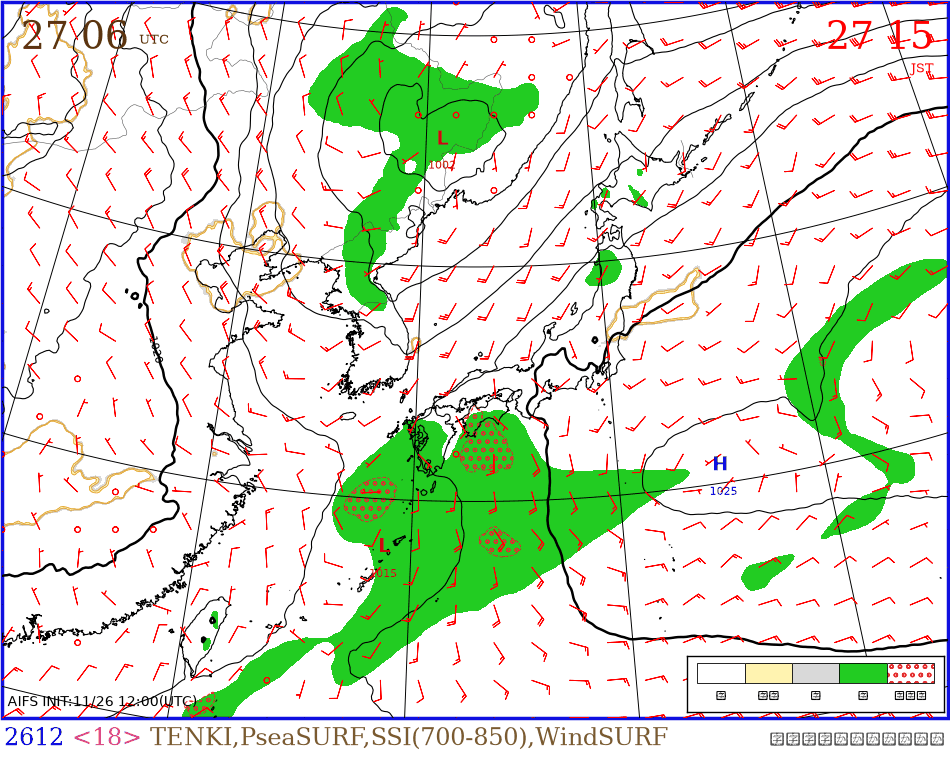 27 06 UTC
27 15 JST
L
1002
1020
H
1025
L
1015
AIFS INIT:11/26 12:00(UTC)
2612 <18> TENKI,PseaSURF,SSI(700-850),WindSURF